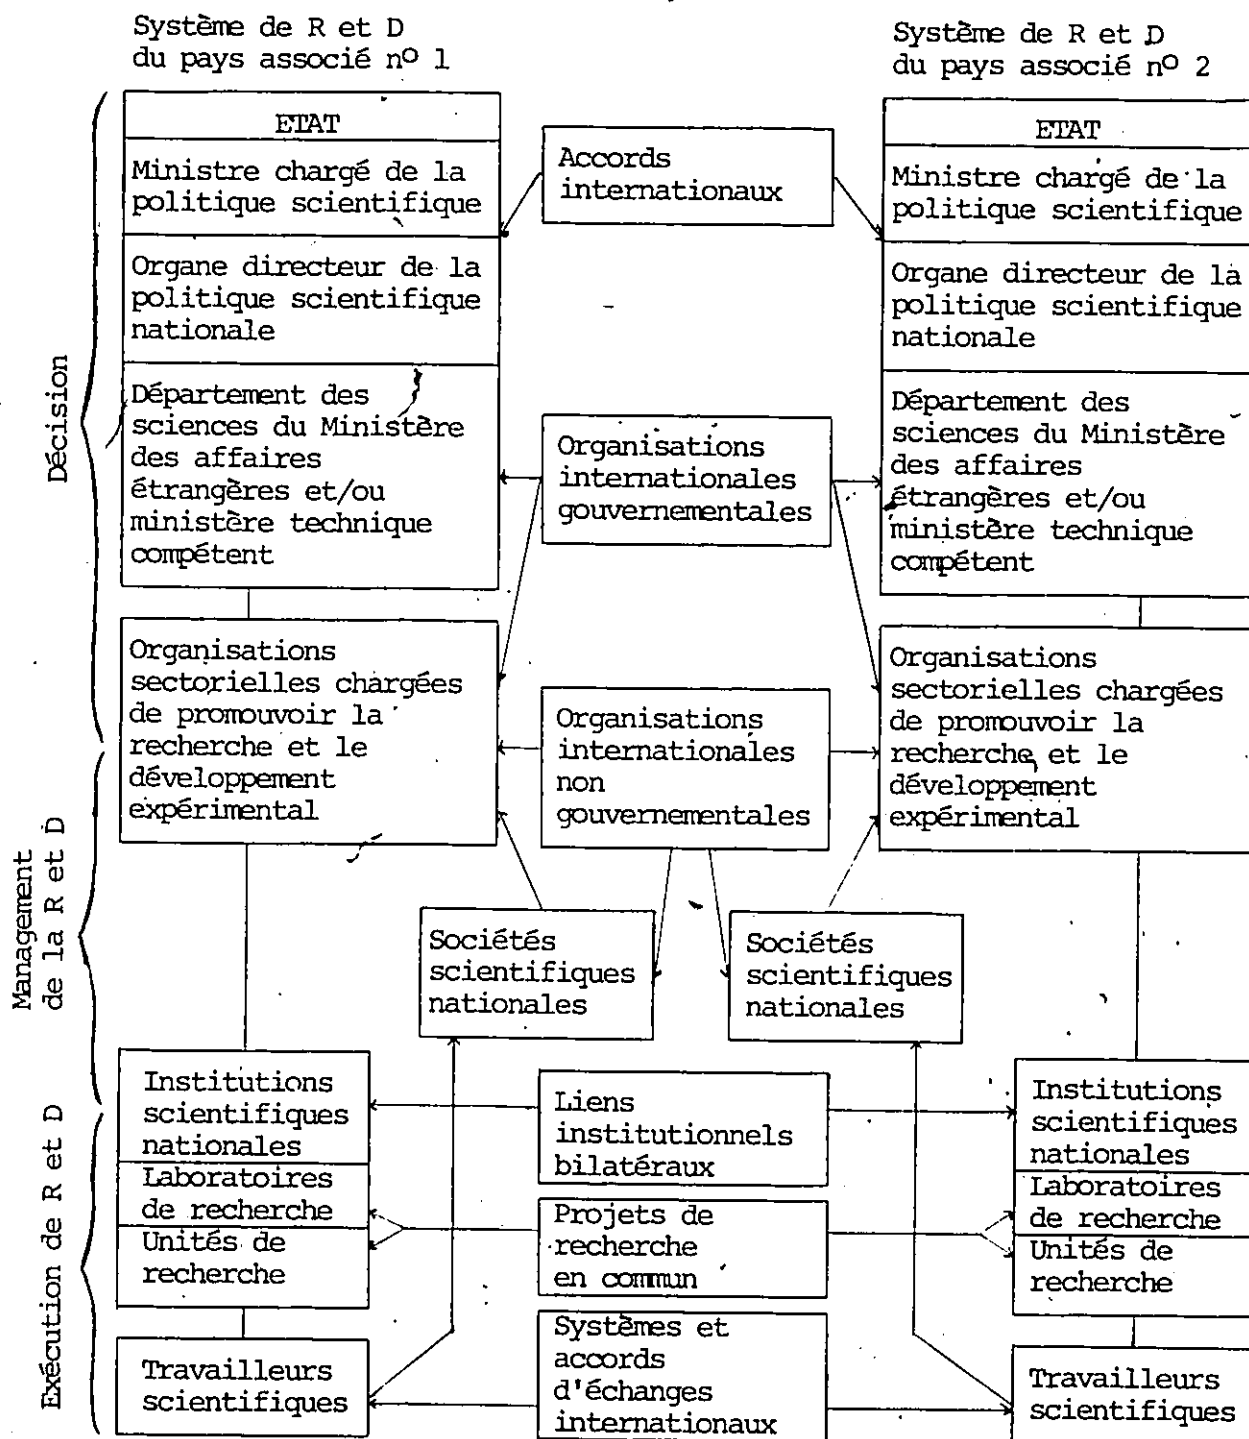 Système de R et D
du pays associé nº 1
Système de R et D
du pays associé nº 2
Décision
Management
de la R et D
Exécution de R et D
ETAT
Ministre chargé de la
politique scientifique
Organe directeur de la
politique scientifique
nationale
Département des
sciences du Ministère
des affaires
étrangères et/ou
ministère technique
compétent
Organisations
sectorielles chargées
de promouvoir la
recherche et le
développement
expérimental
Institutions
scientifiques
nationales
Laboratoires
de recherche
Unités de
recherche
Travailleurs
scientifiques
Accords
internationaux
Organisations
internationales
gouvernementales
Organisations
internationales
non
gouvernementales
Sociétés
scientifiques
nationales
Sociétés
scientifiques
nationales
Liens
institutionnels
bilatéraux
Projets de
recherche
en commun
Systèmes et
accords
d'échanges
internationaux
ETAT
Ministre chargé de la
politique scientifique
Organe directeur de la
politique scientifique
nationale
Département des
sciences du Ministère
des affaires
étrangères et/ou
ministère technique
compétent
Organisations
sectorielles chargées
de promouvoir la
recherche et le
développement
expérimental
Institutions
scientifiques
nationales
Laboratoires
de recherche
Unités de
recherche
Travailleurs
scientifiques